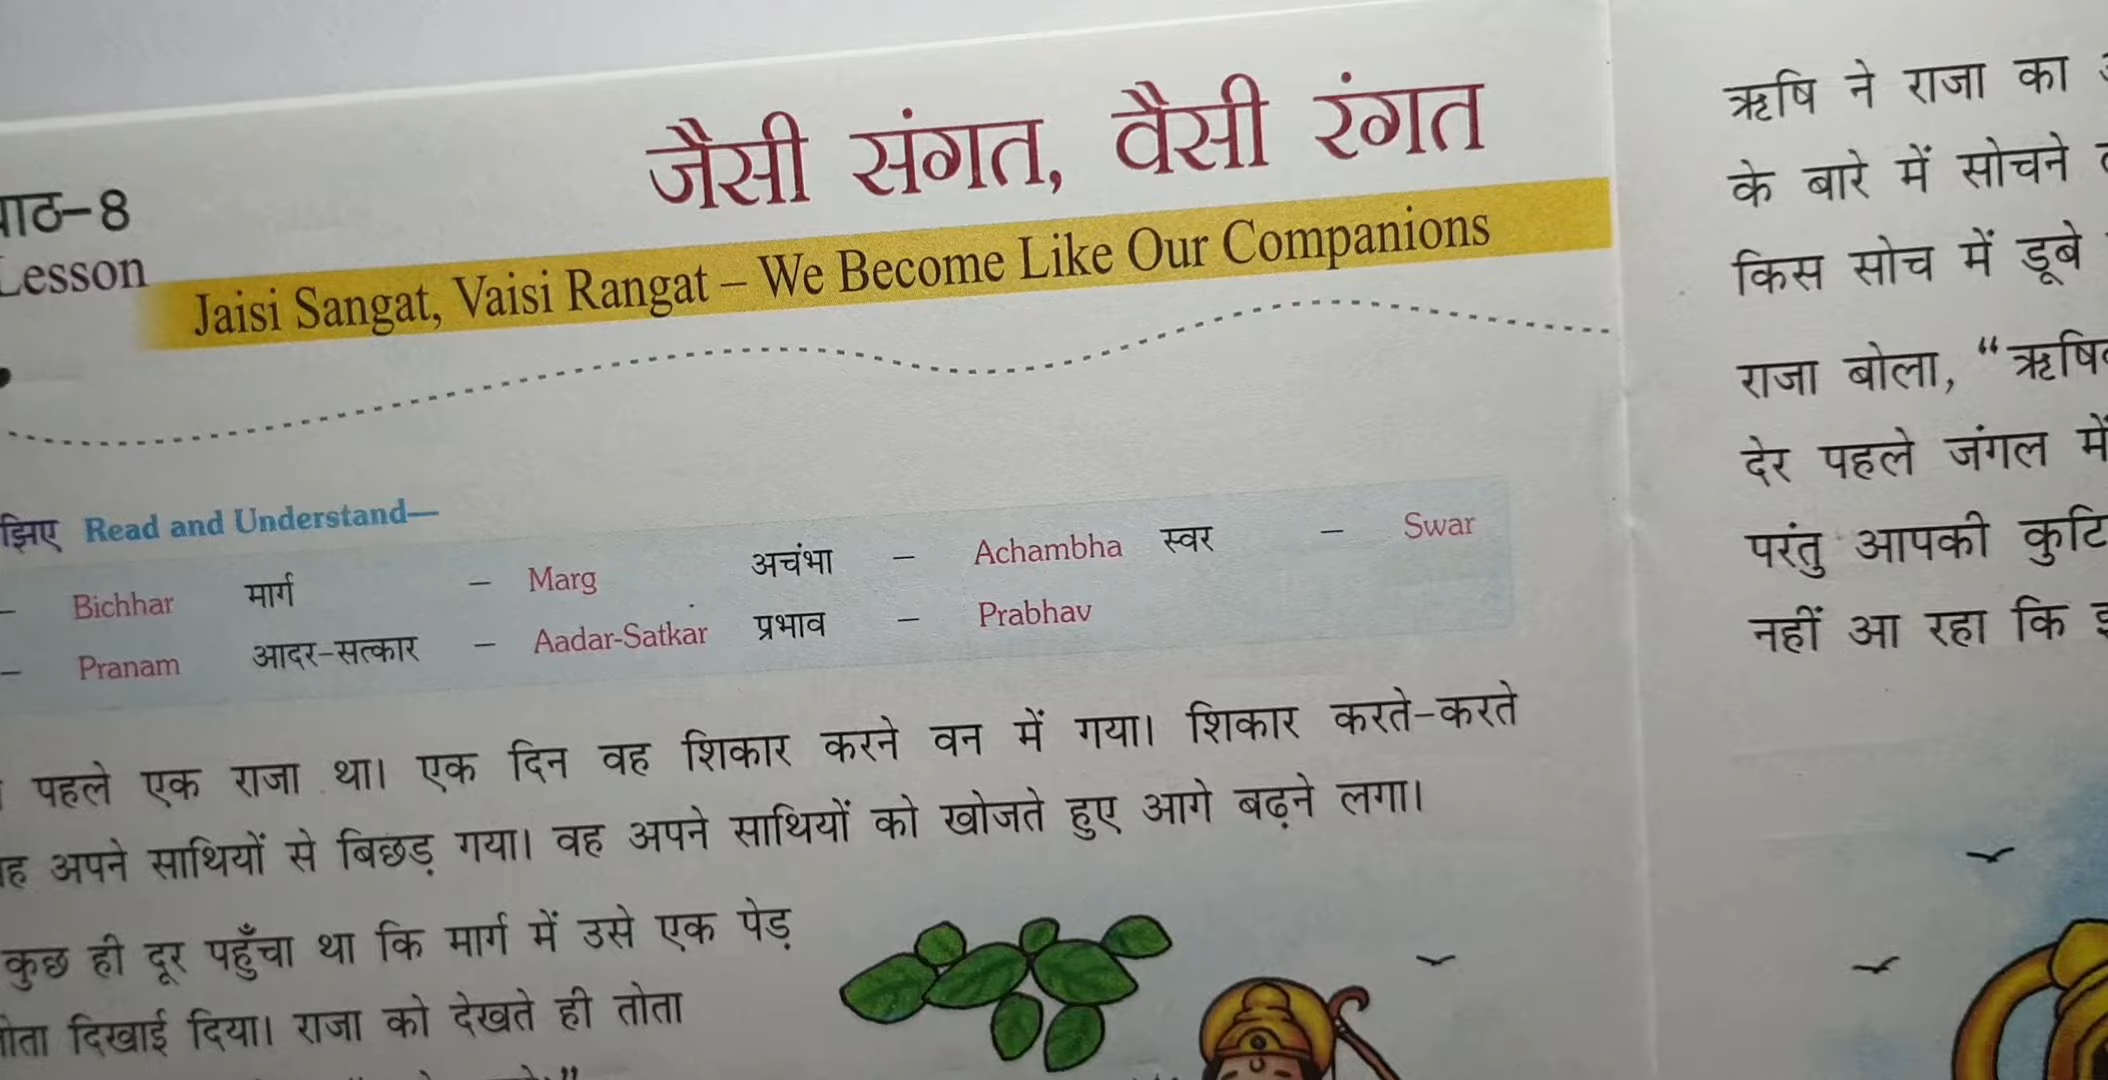 जैसी संगत, वैसी रंगत
पाठ-8
Lesson
Jaisi Sangat, Vaisi Rangat – We Become Like Our Companions
Read and Understand—
– Bichhar मार्ग – Marg अचंभा – Achambha स्वर – Swar
– Pranam आदर-सत्कार – Aadar-Satkar प्रभाव – Prabhav
पहले एक राजा था। एक दिन वह शिकार करने वन में गया। शिकार करते-करते
अपने साथियों से बिछड़ गया। वह अपने साथियों को खोजते हुए आगे बढ़ने लगा।
कुछ ही दूर पहुँचा था कि मार्ग में उसे एक पेड़
दिखाई दिया। राजा को देखते ही तोता
ऋषि ने राजा का
के बारे में सोचने
किस सोच में डूबे
राजा बोला, “
देर पहले जंगल में
परंतु आपकी
नहीं आ रहा कि